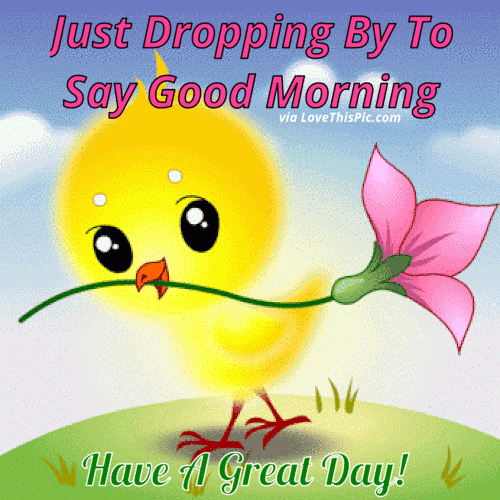 Just Dropping By To
Say Good Morning
via LoveThisPic.com
Have A Great Day!